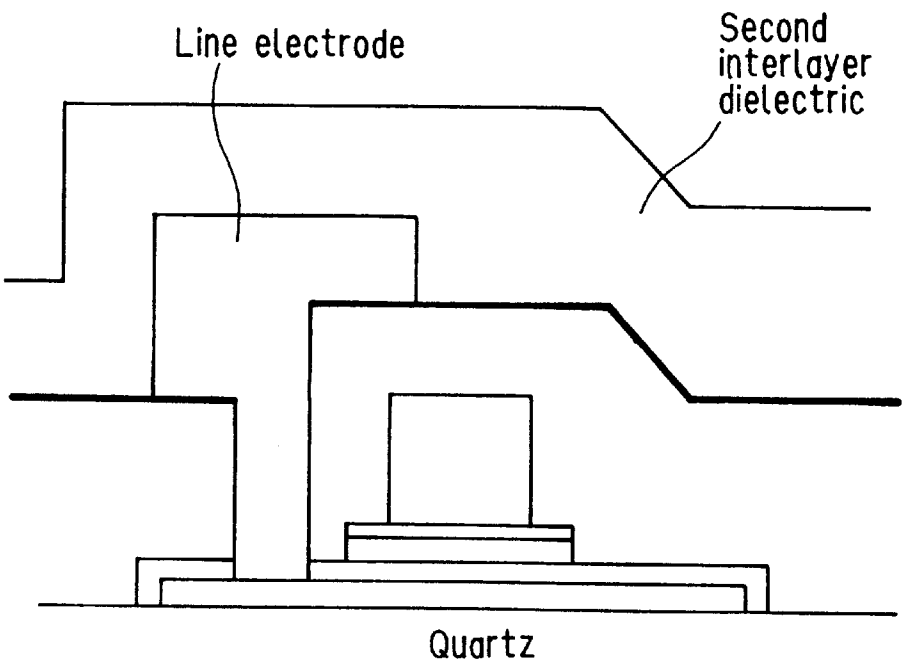 Line electrode
Second
interlayer
dielectric
Quartz